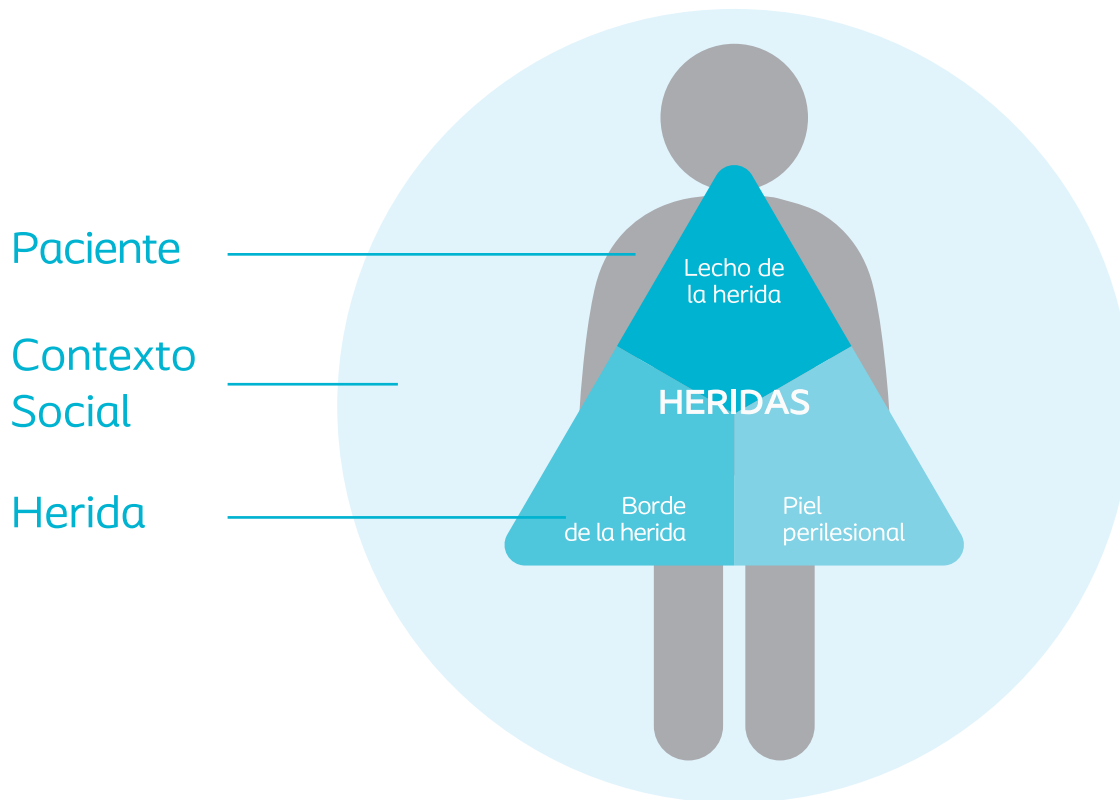 Paciente
Contexto
Social
Herida
Lecho de
la herida
HERIDAS
Borde
de la herida
Piel
perilesional